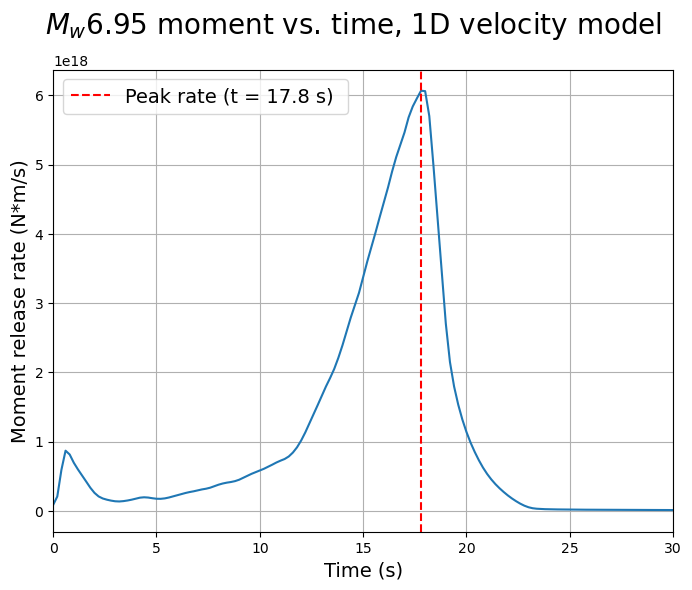 M_w6.95 moment vs. time, 1D velocity model
1e18
Peak rate (t = 17.8 s)
Moment release rate (N*m/s)
6
5
4
3
2
1
0
0 5 10 15 20 25 30
Time (s)